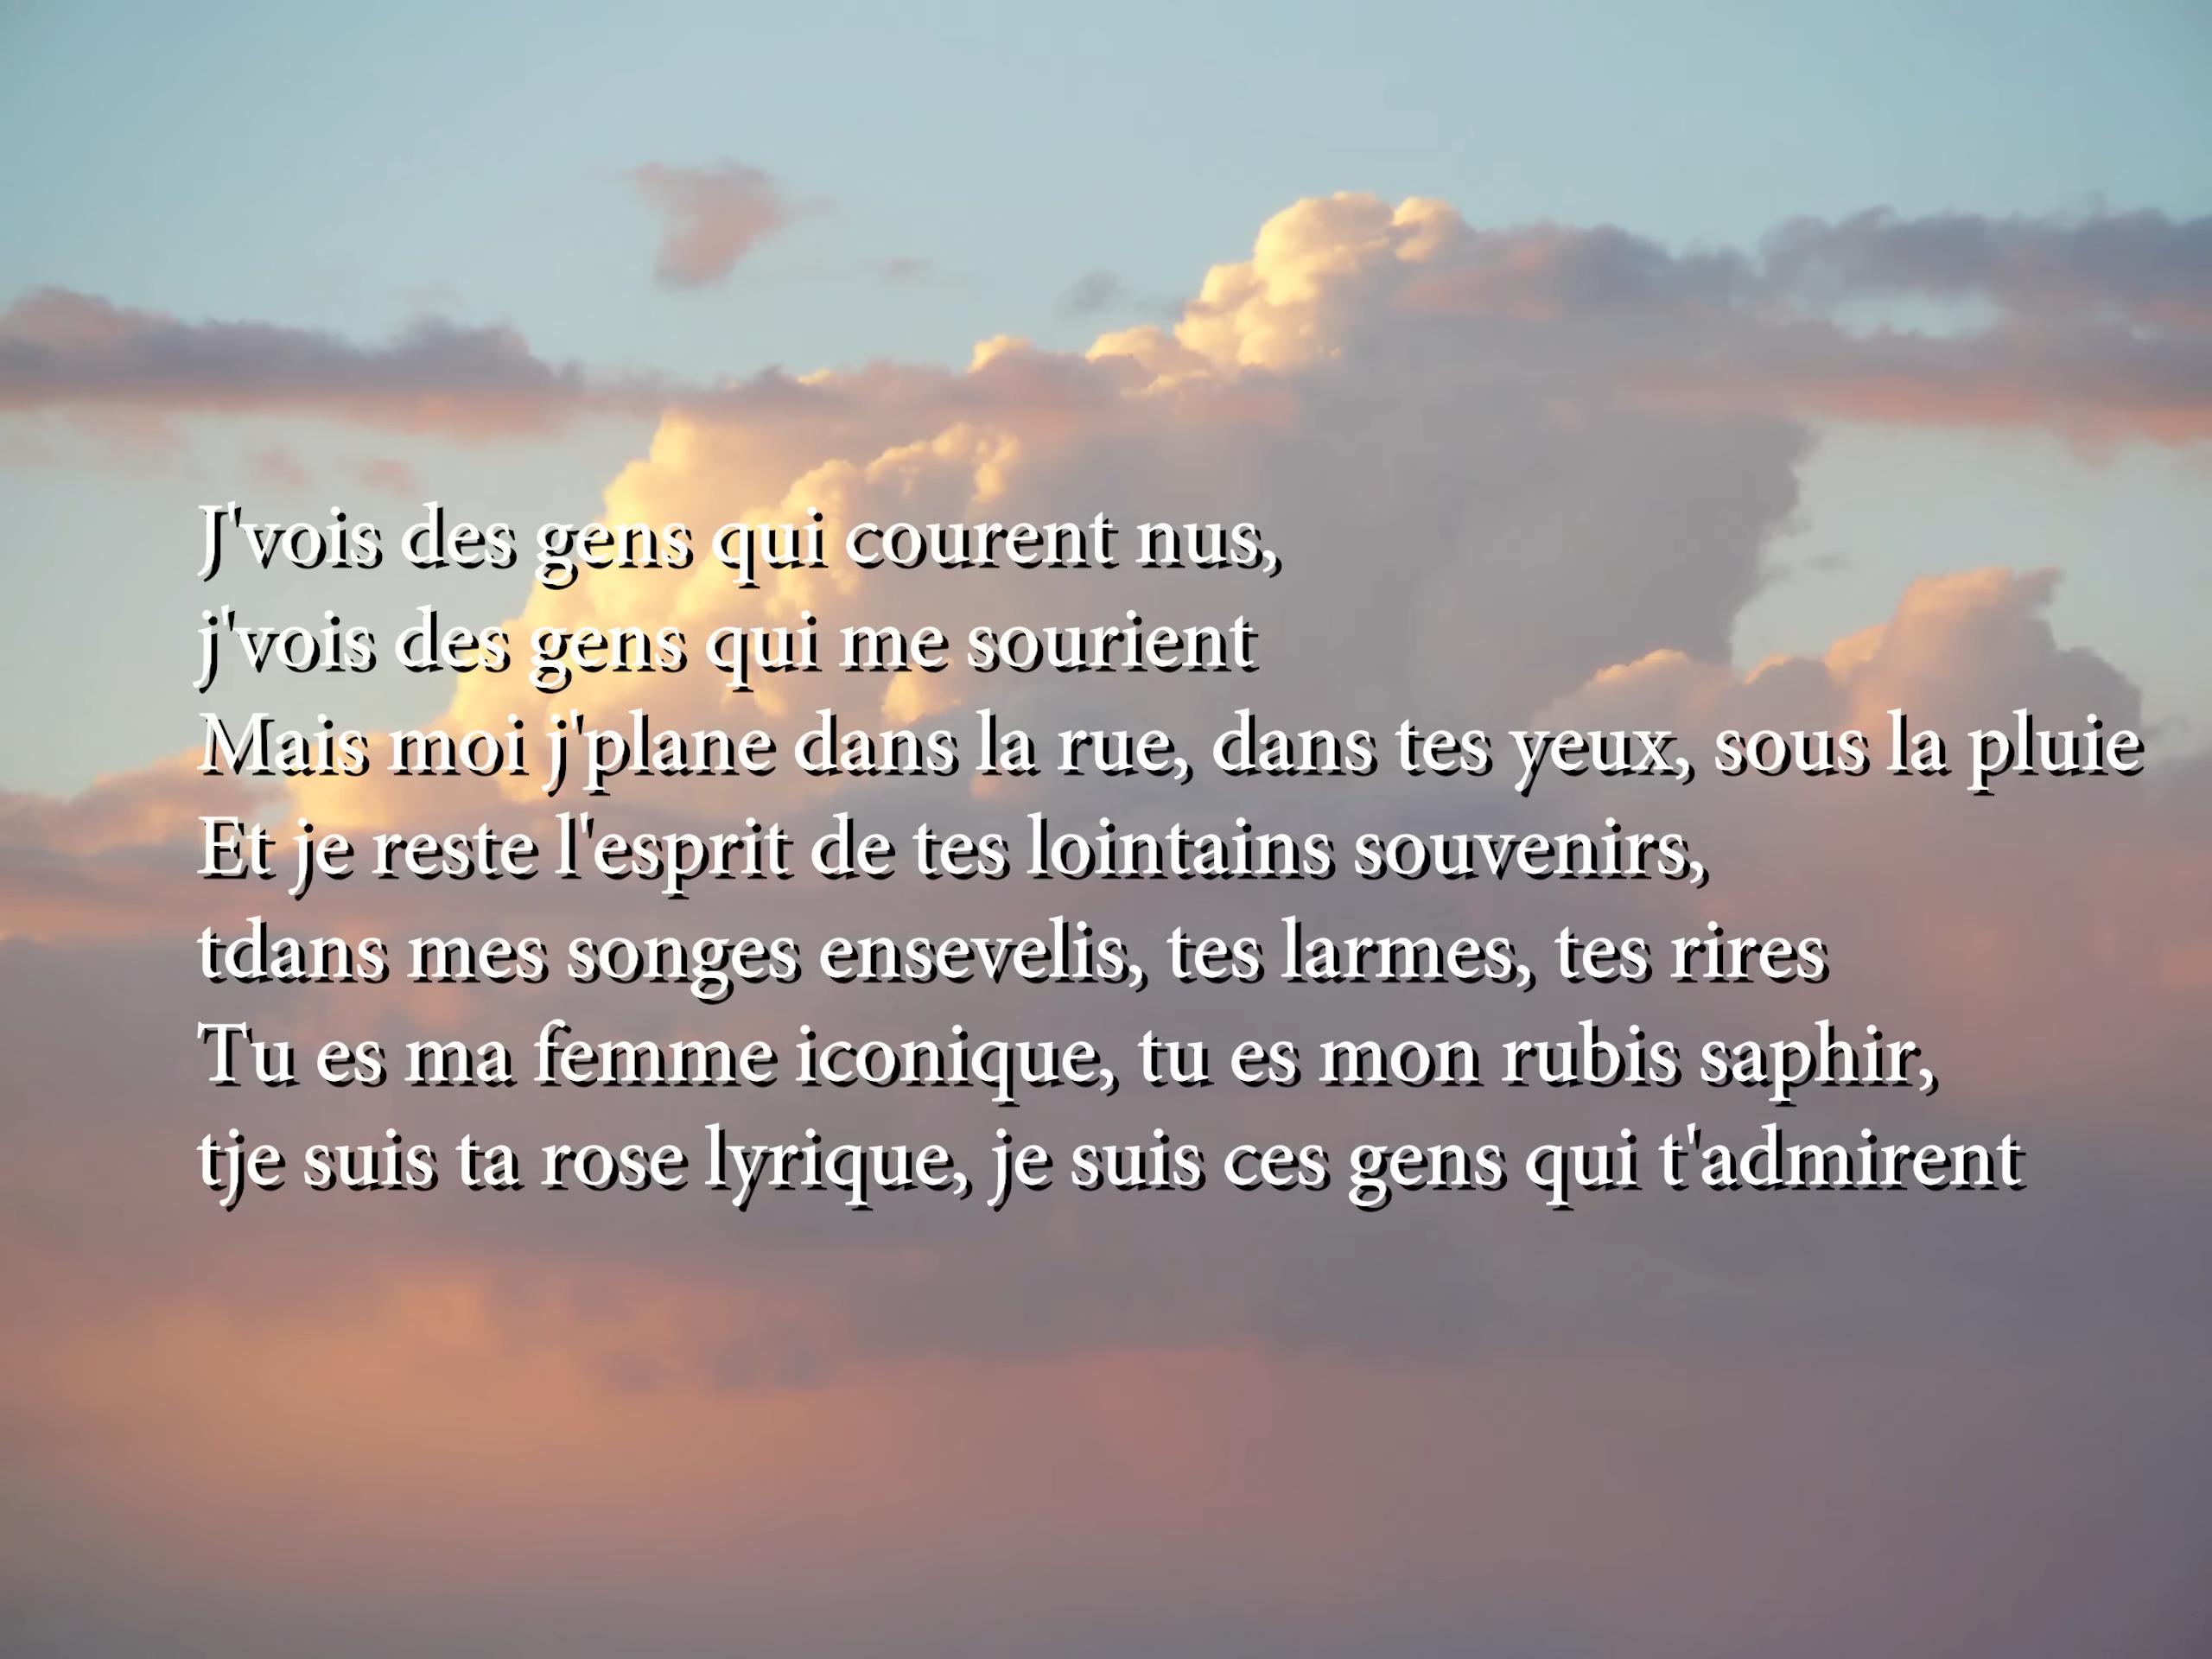 J'vois des gens qui courent nus,
j'vois des gens qui me sourient
Mais moi j'plane dans la rue, dans tes yeux, sous la pluie
Et je reste l'esprit de tes lointains souvenirs,
tdans mes songes ensevelis, tes larmes, tes rires
Tu es ma femme iconique, tu es mon rubis saphir,
tje suis ta rose lyrique, je suis ces gens qui t'admirent